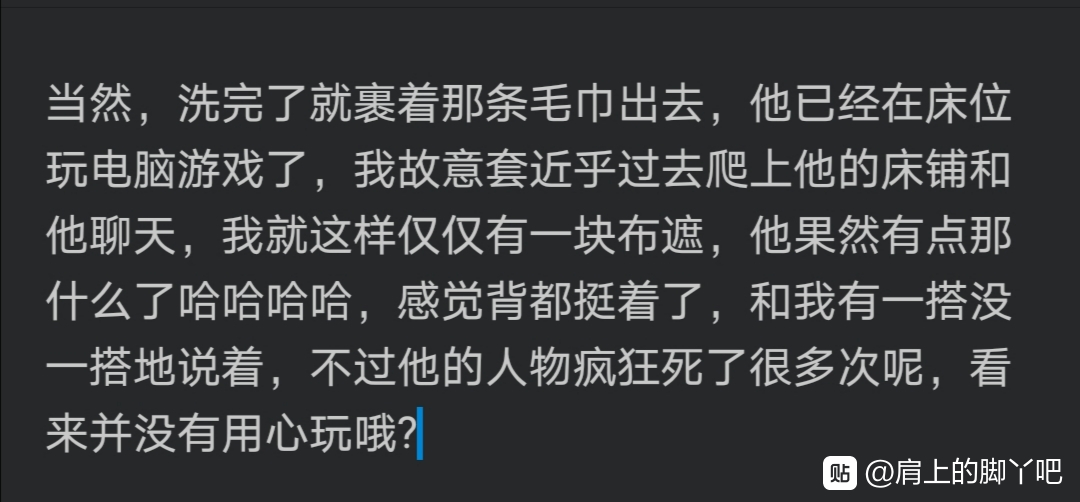 当然，洗完了就裹着那条毛巾出去，他已经在床位
玩电脑游戏了，我故意套近乎过去爬上他的床铺和
他聊天，我就这样仅仅有一块布遮，他果然有点那
什么了哈哈哈哈，感觉背都挺着了，和我有一搭没
一搭地说着，不过他的人物疯狂死了很多次呢，看
来并没有用心玩哦?
贴 @肩上的脚丫吧